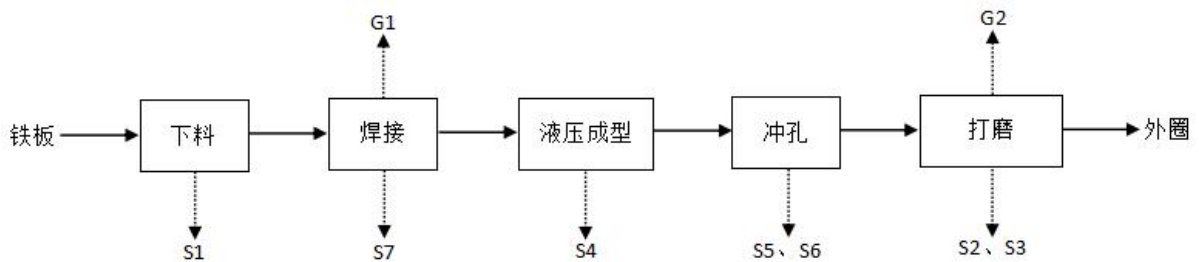 G1
G2
铁板
下料
焊接
液压成型
冲孔
打磨
外圈
S1
S7
S4
S5、S6
S2、S3